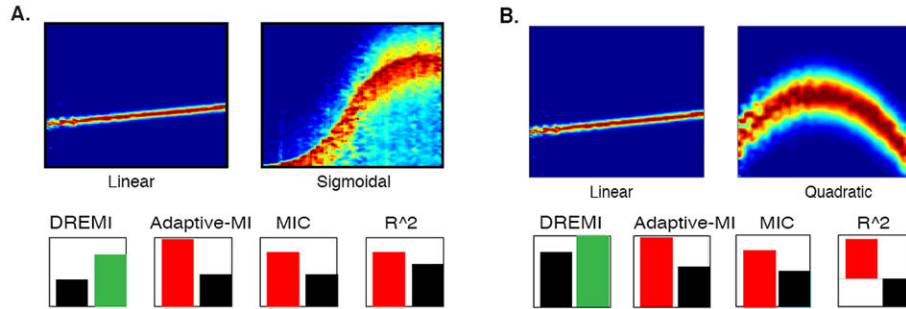 A.
Linear
Sigmoidal
DREMI
Adaptive-MI
MIC
R^2
B.
Linear
Quadratic
DREMI
Adaptive-MI
MIC
R^2